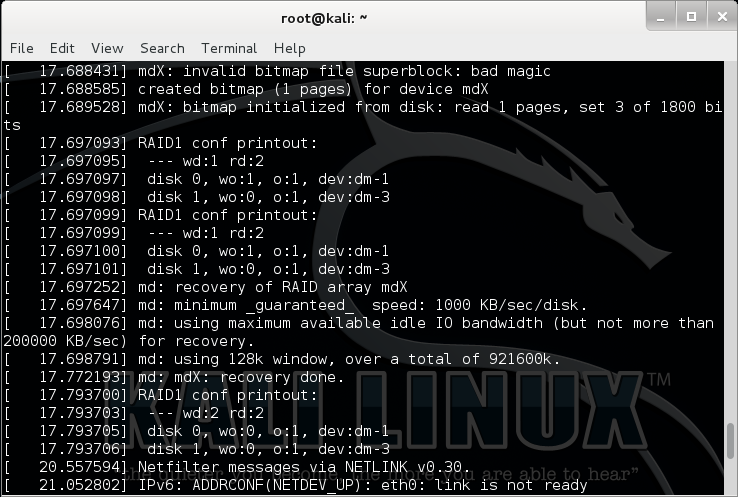 root@kali: ~
File Edit View Search Terminal Help
[   17.688431] mdX: invalid bitmap file superblock: bad magic
[   17.688585] created bitmap (1 pages) for device mdX
[   17.689528] mdX: bitmap initialized from disk: read 1 pages, set 3 of 1800 bi
ts
[   17.697093] RAID1 conf printout:
[   17.697095]  --- wd:1 rd:2
[   17.697097]  disk 0, wo:1, o:1, dev:dm-1
[   17.697098]  disk 1, wo:0, o:1, dev:dm-3
[   17.697099] RAID1 conf printout:
[   17.697099]  --- wd:1 rd:2
[   17.697100]  disk 0, wo:1, o:1, dev:dm-1
[   17.697101]  disk 1, wo:0, o:1, dev:dm-3
[   17.697252] md: recovery of RAID array mdX
[   17.697647] md: minimum _guaranteed_  speed: 1000 KB/sec/disk.
[   17.698076] md: using maximum available idle IO bandwidth (but not more than
200000 KB/sec) for recovery.
[   17.698791] md: using 128k window, over a total of 921600k.
[   17.772193] md: mdX: recovery done.
[   17.793700] RAID1 conf printout:
[   17.793703]  --- wd:2 rd:2
[   17.793705]  disk 0, wo:0, o:1, dev:dm-1
[   17.793706]  disk 1, wo:0, o:1, dev:dm-3
KALI LINUX™
[   20.557594] Netfilter messages via NETLINK v0.30.
you are able to hear”
[   21.052802] IPv6: ADDRCONF(NETDEV_UP): eth0: link is not ready